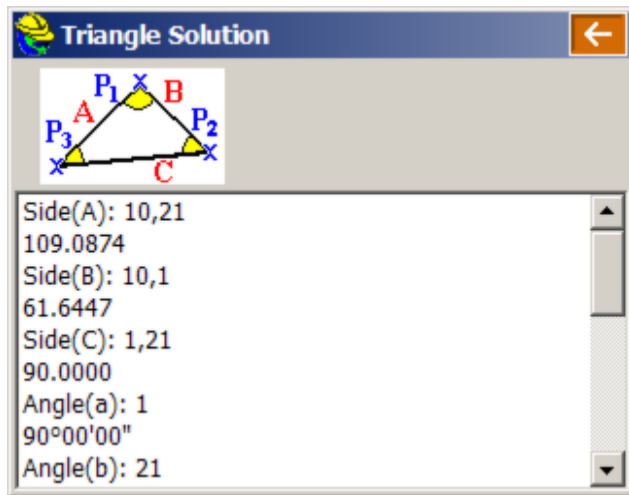 Triangle Solution
P1
B
A
P3
P2
C
Side(A): 10,21
109.0874
Side(B): 10,1
61.6447
Side(C): 1,21
90.0000
Angle(a): 1
90°00'00"
Angle(b): 21